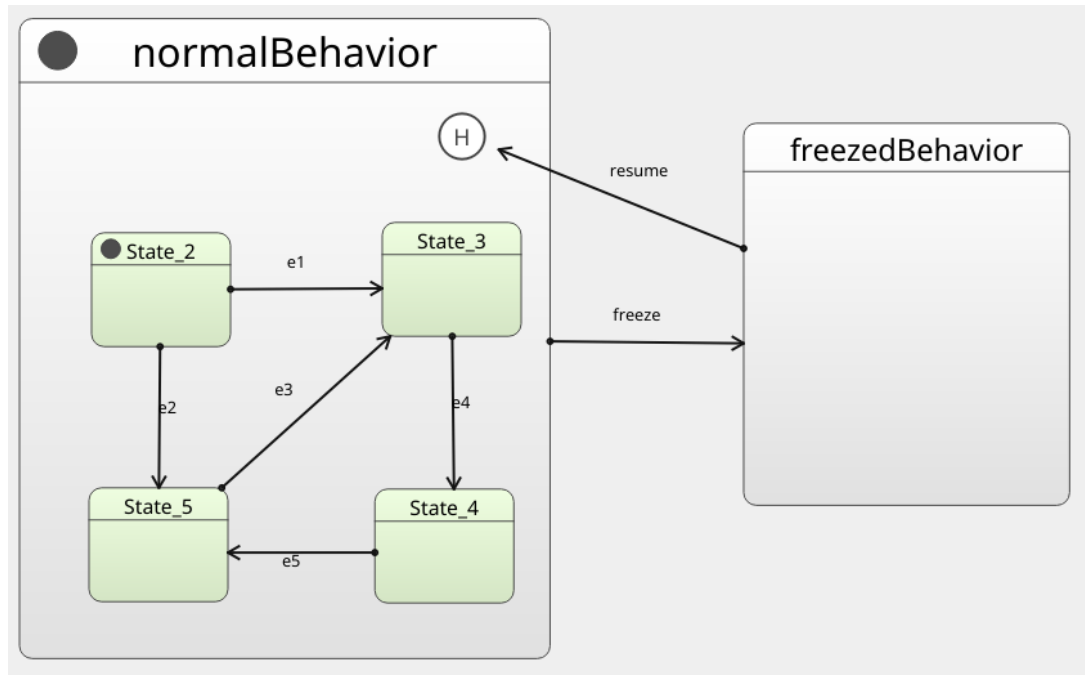 normalBehavior
H
freezedBehavior
resume
State_2
e1
State_3
freeze
e2
e3
e4
State_5
State_4
e5